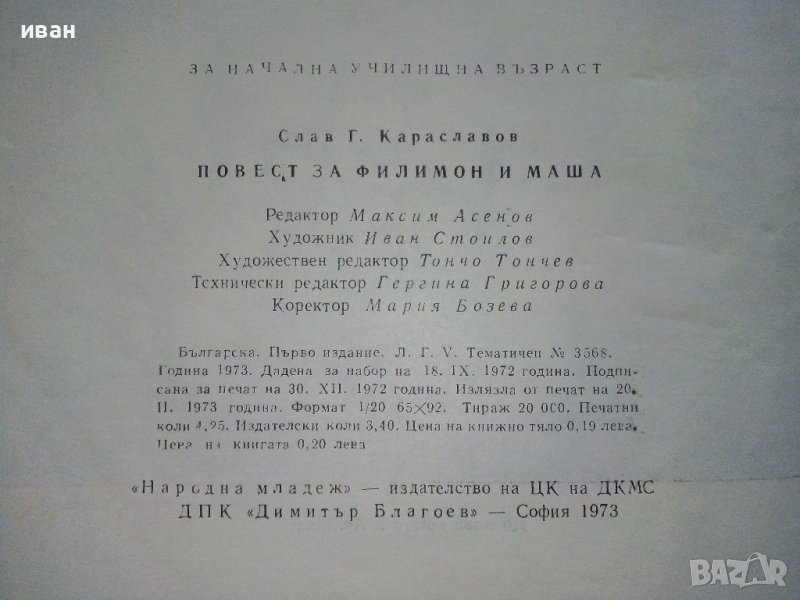 иван
ЗА НАЧАЛНА УЧИЛИЩНА ВЪЗРАСТ
Слав Г. Караславов
ПОВЕСТ ЗА ФИЛИМОН И МАША
Редактор Максим Асенов
Художник Иван Стоилов
Художествен редактор Тончо Тончев
Технически редактор Гергина Григорова
Коректор Мария Бозева
Българска. Първо издание. Л. Г. V. Тематичен № 3568.
Година 1973. Дадена за набор на 18. IX. 1972 година. Подпи-
сана за печат на 30. XII. 1972 година. Излязла от печат на 20.
II. 1973 година. Формат 1/20 65×92. Тираж 20 000. Печатни
коли 4,25. Издателски коли 3,40. Цена на книжно тяло 0,19 лева.
Цена на книгата 0,20 лева
«Народна младеж» — издателство на ЦК на ДКМС
ДПК «Димитър Благоев» — София 1973
BAZAR